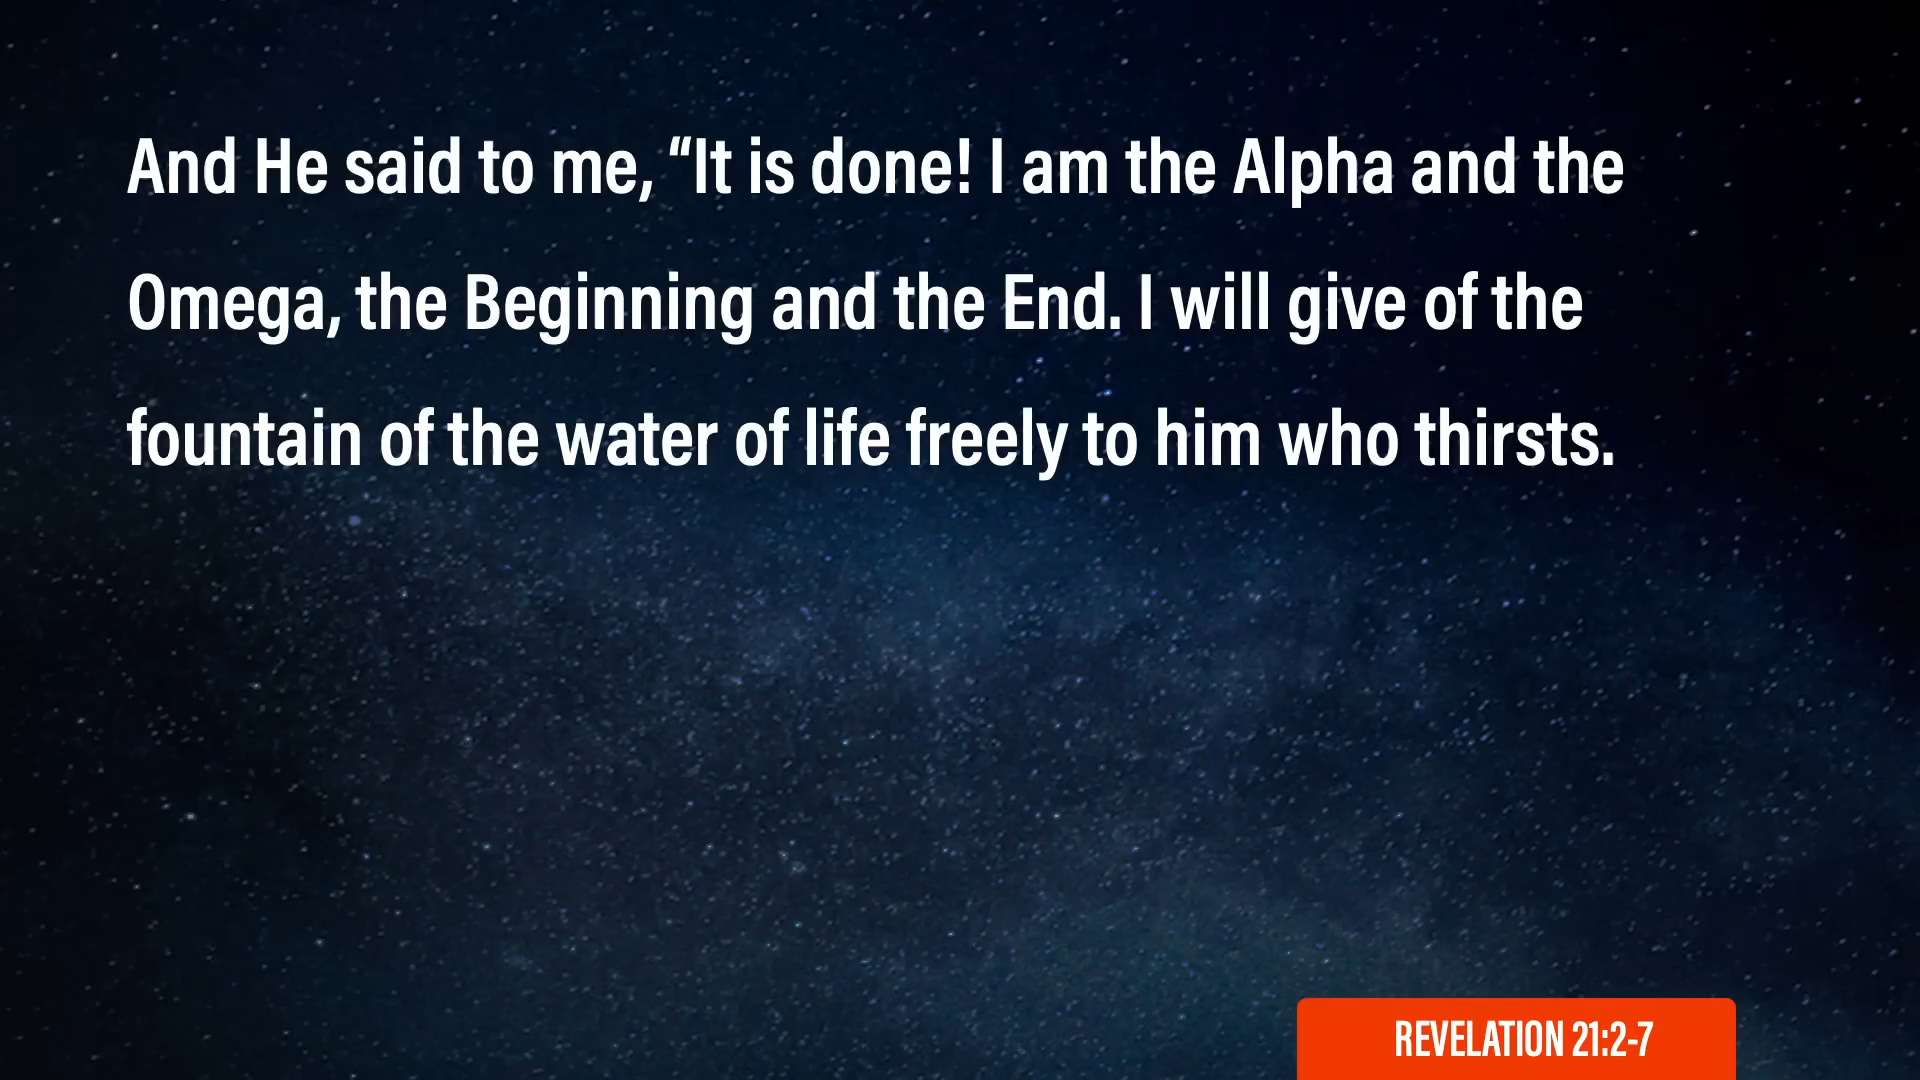 And He said to me, “It is done! I am the Alpha and the
Omega, the Beginning and the End. I will give of the
fountain of the water of life freely to him who thirsts.
REVELATION 21:2-7